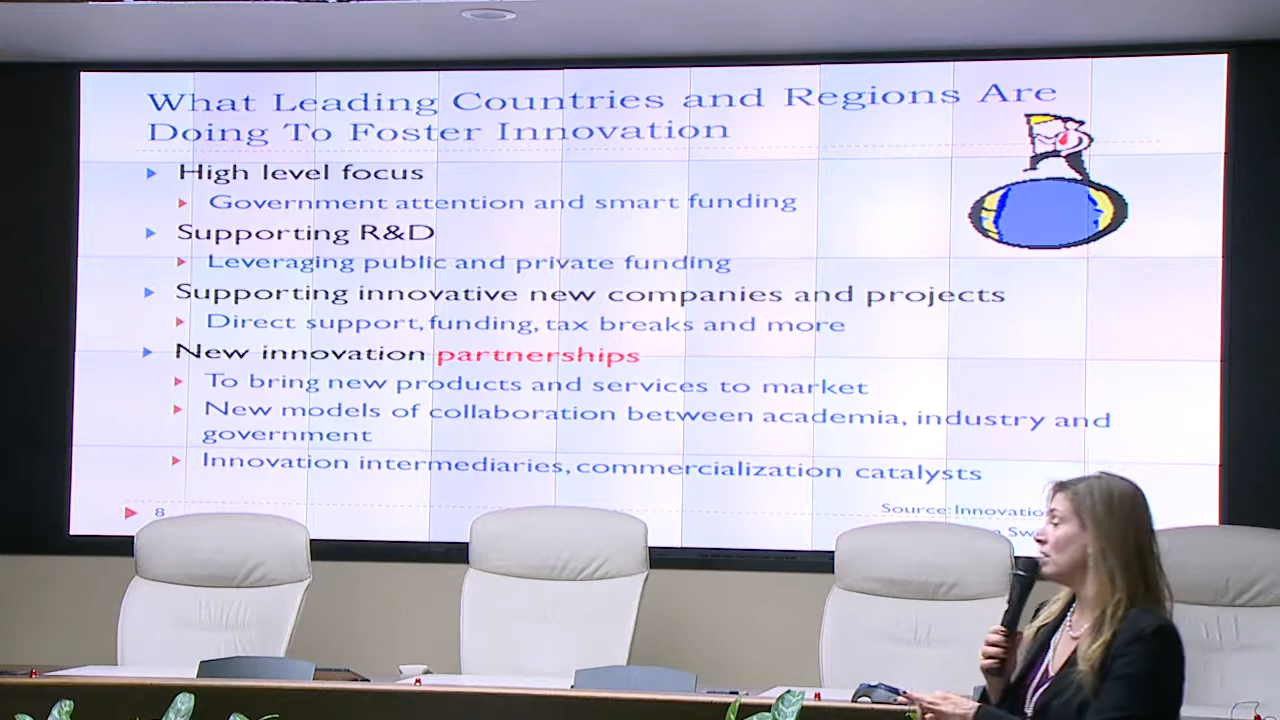 What Leading Countries and Regions Are
Doing To Foster Innovation
High level focus
Government attention and smart funding
Supporting R&D
Leveraging public and private funding
Supporting innovative new companies and projects
Direct support, funding, tax breaks and more
New innovation partnerships
To bring new products and services to market
New models of collaboration between academia, industry and
government
Innovation intermediaries, commercialization catalysts
8
Source: Innovatio